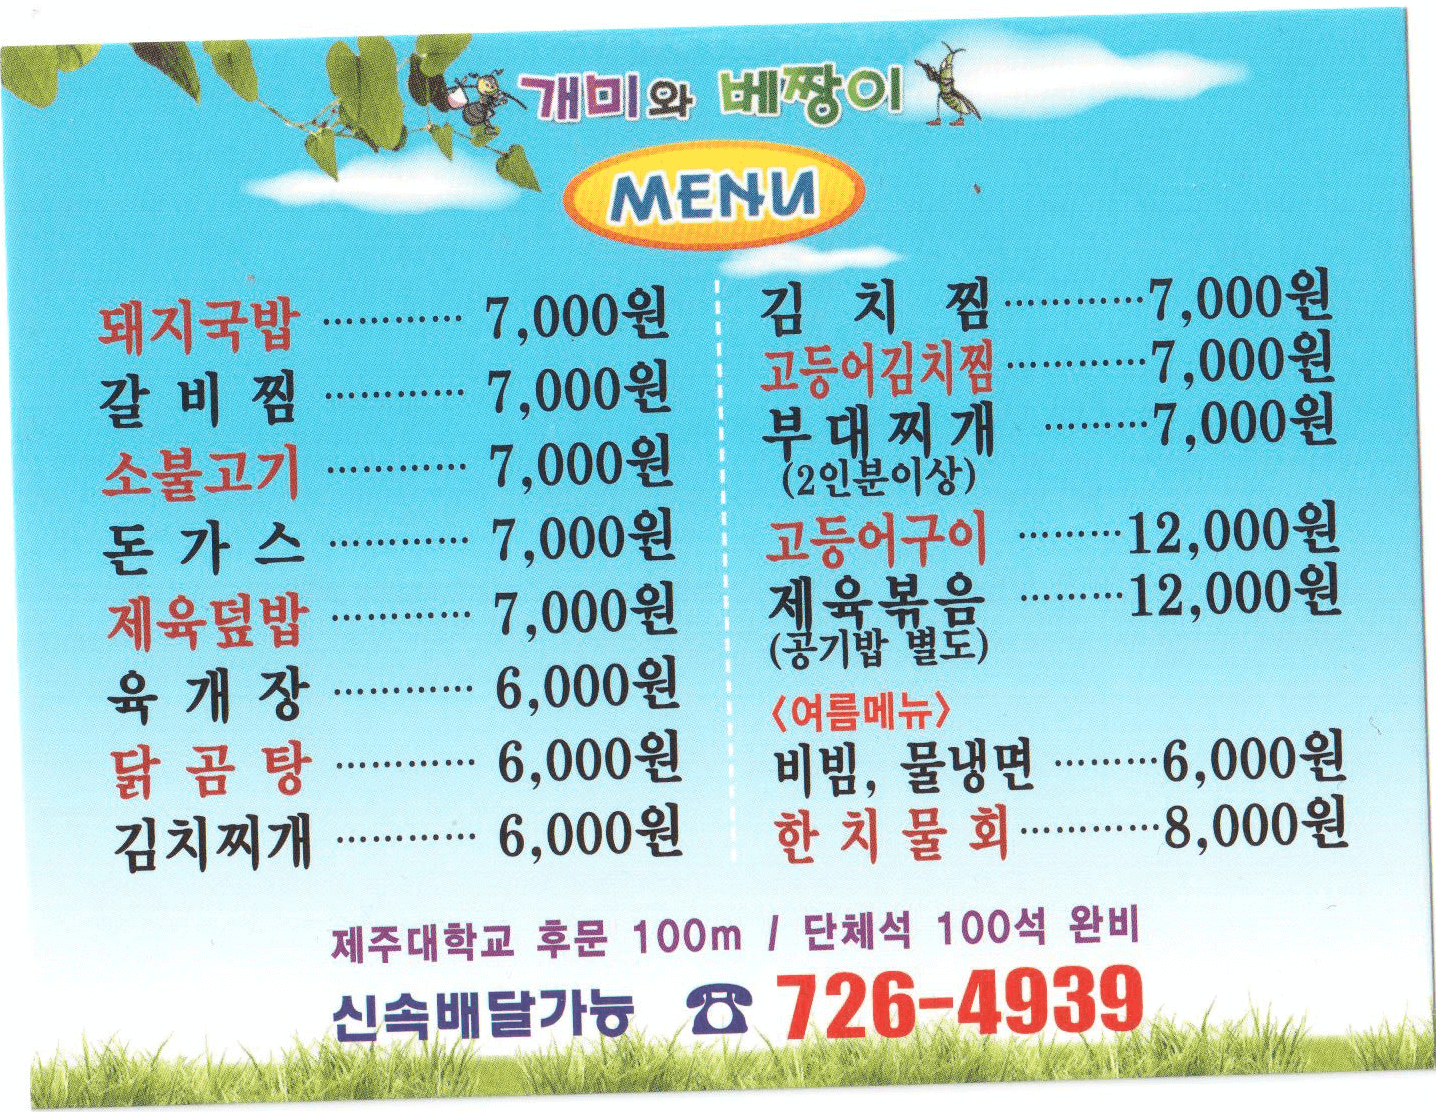 개미와 베짱이
MENU
돼지국밥 ············ 7,000원
갈 비 찜 ············ 7,000원
소불고기 ············ 7,000원
돈 가 스 ············ 7,000원
제육덮밥 ············ 7,000원
육 개 장 ············ 6,000원
닭 곰 탕 ············ 6,000원
김치찌개 ············ 6,000원
김 치 찜 ············ 7,000원
고등어김치찜 ············ 7,000원
부 대 찌 개 ········· 7,000원
(2인분이상)
고등어구이 ········· 12,000원
제 육 볶 음 ········· 12,000원
(공기밥 별도)
<여름메뉴>
비빔, 물냉면 ········· 6,000원
한 치 물 회 ············ 8,000원
제주대학교 후문 100m / 단체석 100석 완비
신속배달가능 ☎ 726-4939